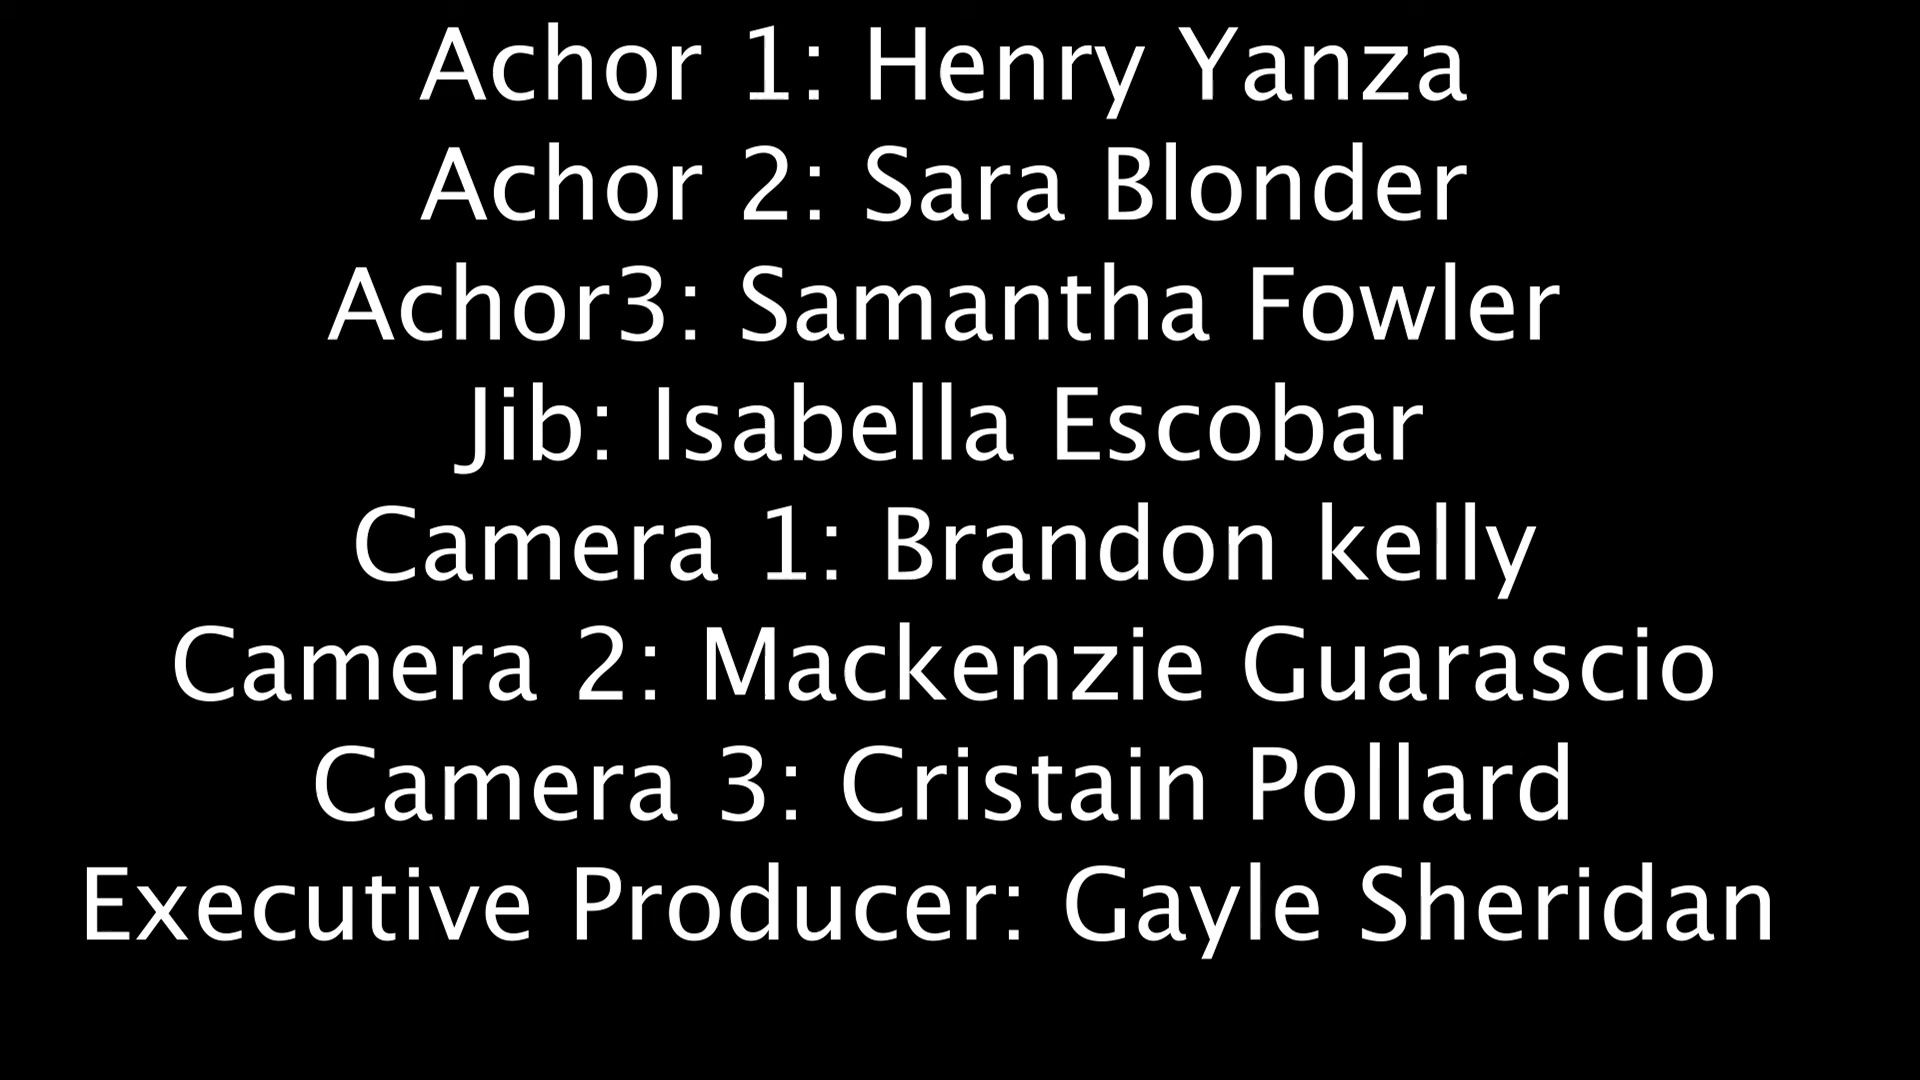 Achor 1: Henry Yanza
Achor 2: Sara Blonder
Achor3: Samantha Fowler
Jib: Isabella Escobar
Camera 1: Brandon kelly
Camera 2: Mackenzie Guarascio
Camera 3: Cristain Pollard
Executive Producer: Gayle Sheridan